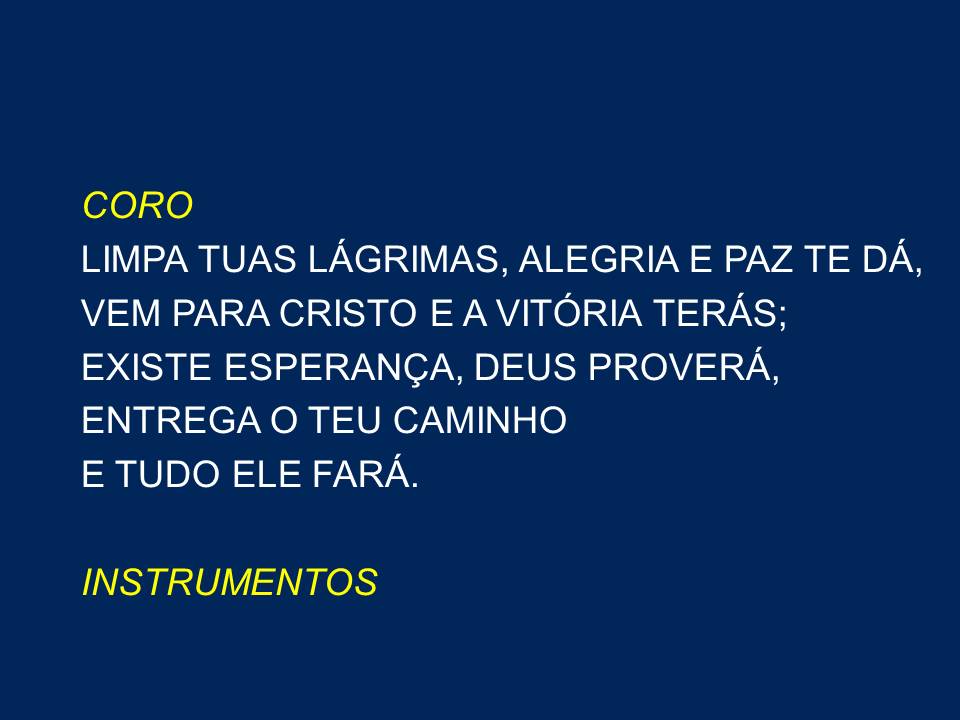 CORO
LIMPA TUAS LÁGRIMAS, ALEGRIA E PAZ TE DÁ,
VEM PARA CRISTO E A VITÓRIA TERÁS;
EXISTE ESPERANÇA, DEUS PROVERÁ,
ENTREGA O TEU CAMINHO
E TUDO ELE FARÁ.
INSTRUMENTOS